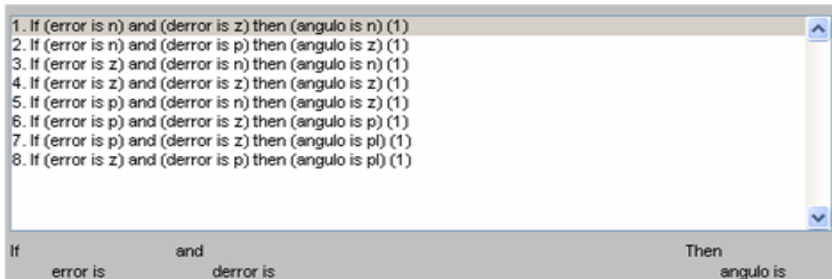 1. If (error is n) and (derror is z) then (angulo is n) (1)
2. If (error is n) and (derror is p) then (angulo is z) (1)
3. If (error is z) and (derror is n) then (angulo is n) (1)
4. If (error is z) and (derror is z) then (angulo is z) (1)
5. If (error is p) and (derror is n) then (angulo is z) (1)
6. If (error is p) and (derror is z) then (angulo is p) (1)
7. If (error is p) and (derror is z) then (angulo is pl) (1)
8. If (error is z) and (derror is p) then (angulo is pl) (1)
If and Then
error is derror is angulo is